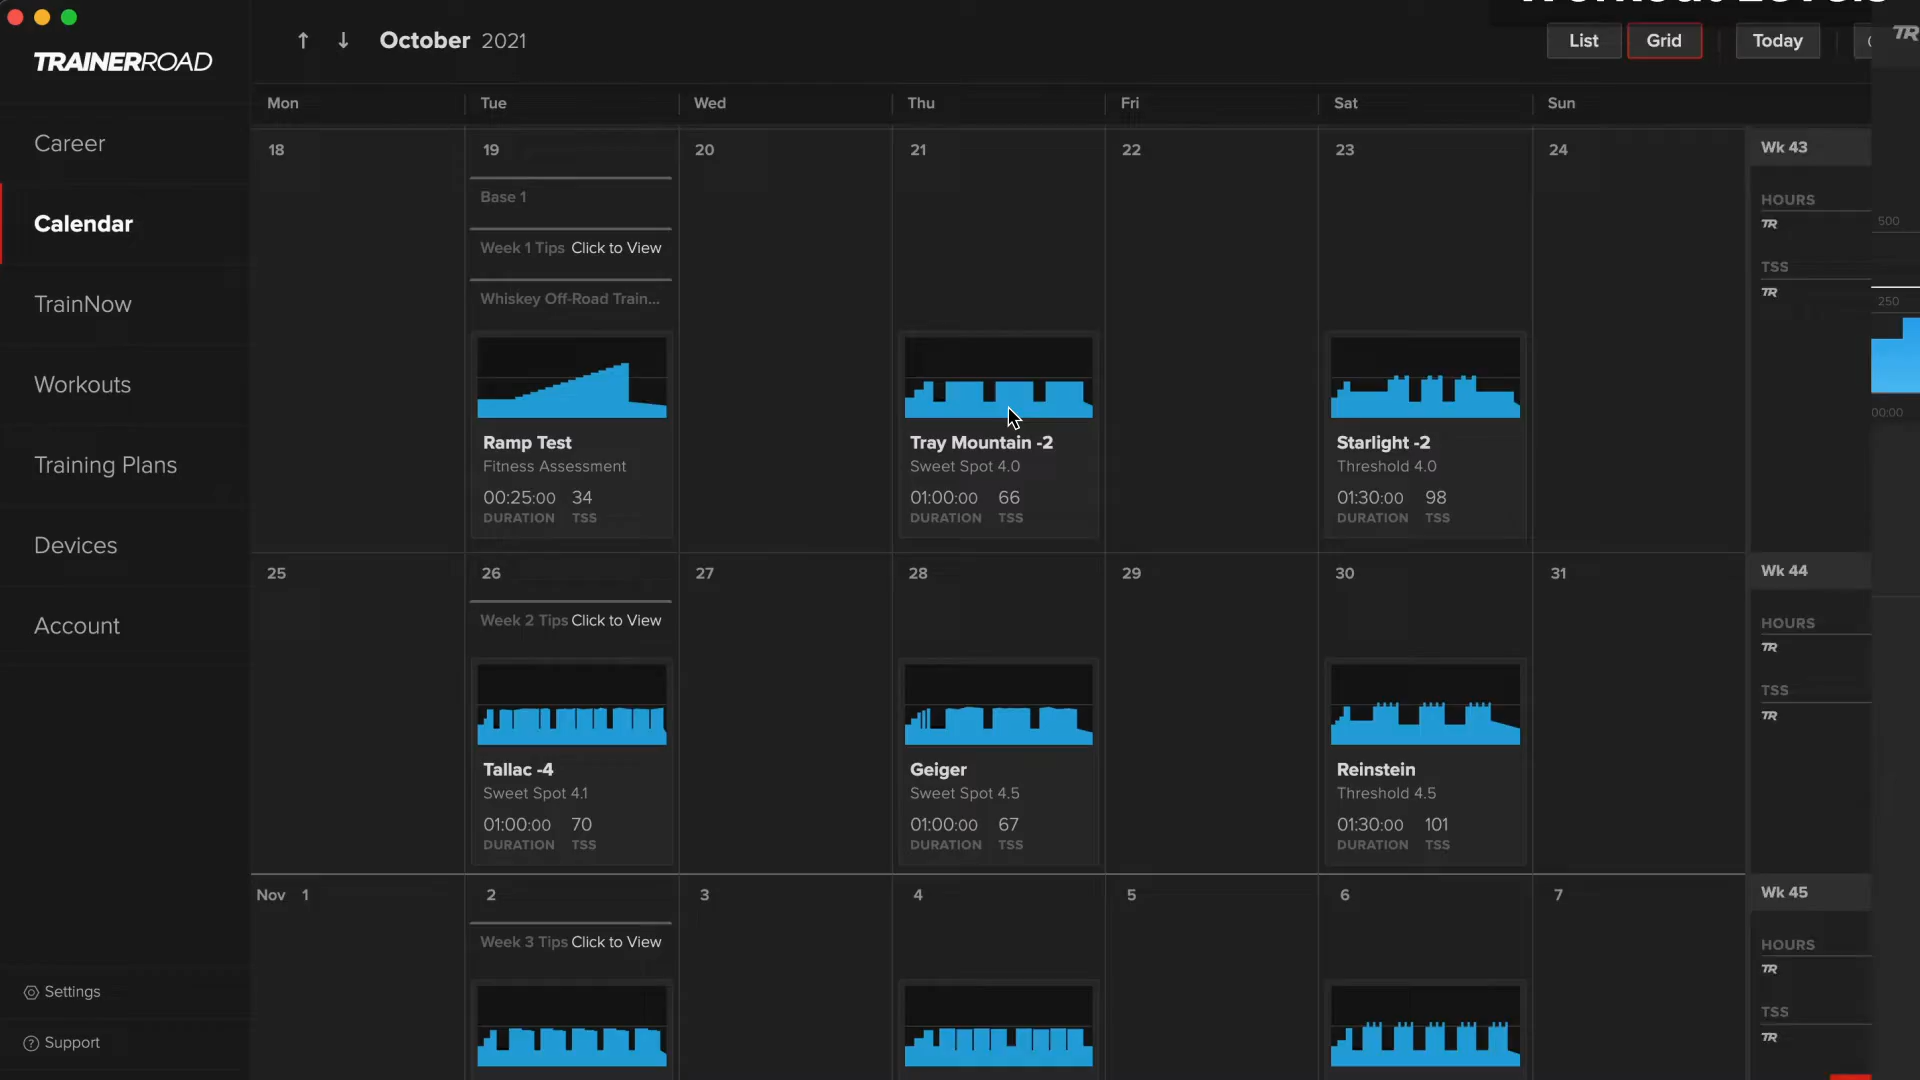 TRAINERROAD
Career
Calendar
TrainNow
Workouts
Training Plans
Devices
Account
Settings
Support
October 2021
List
Grid
Today
TR
Mon
Tue
Wed
Thu
Fri
Sat
Sun
18
19
20
21
22
23
24
Wk 43
Base 1
Week 1 Tips Click to View
Whiskey Off-Road Train...
HOURS
TR
TSS
TR
500
250
00:00
Ramp Test
Fitness Assessment
00:25:00 34
DURATION TSS
Tray Mountain -2
Sweet Spot 4.0
01:00:00 66
DURATION TSS
Starlight -2
Threshold 4.0
01:30:00 98
DURATION TSS
25
26
27
28
29
30
31
Wk 44
Week 2 Tips Click to View
HOURS
TR
TSS
TR
Tallac -4
Sweet Spot 4.1
01:00:00 70
DURATION TSS
Geiger
Sweet Spot 4.5
01:00:00 67
DURATION TSS
Reinstein
Threshold 4.5
01:30:00 101
DURATION TSS
Nov 1
2
3
4
5
6
7
Wk 45
Week 3 Tips Click to View
HOURS
TR
TSS
TR